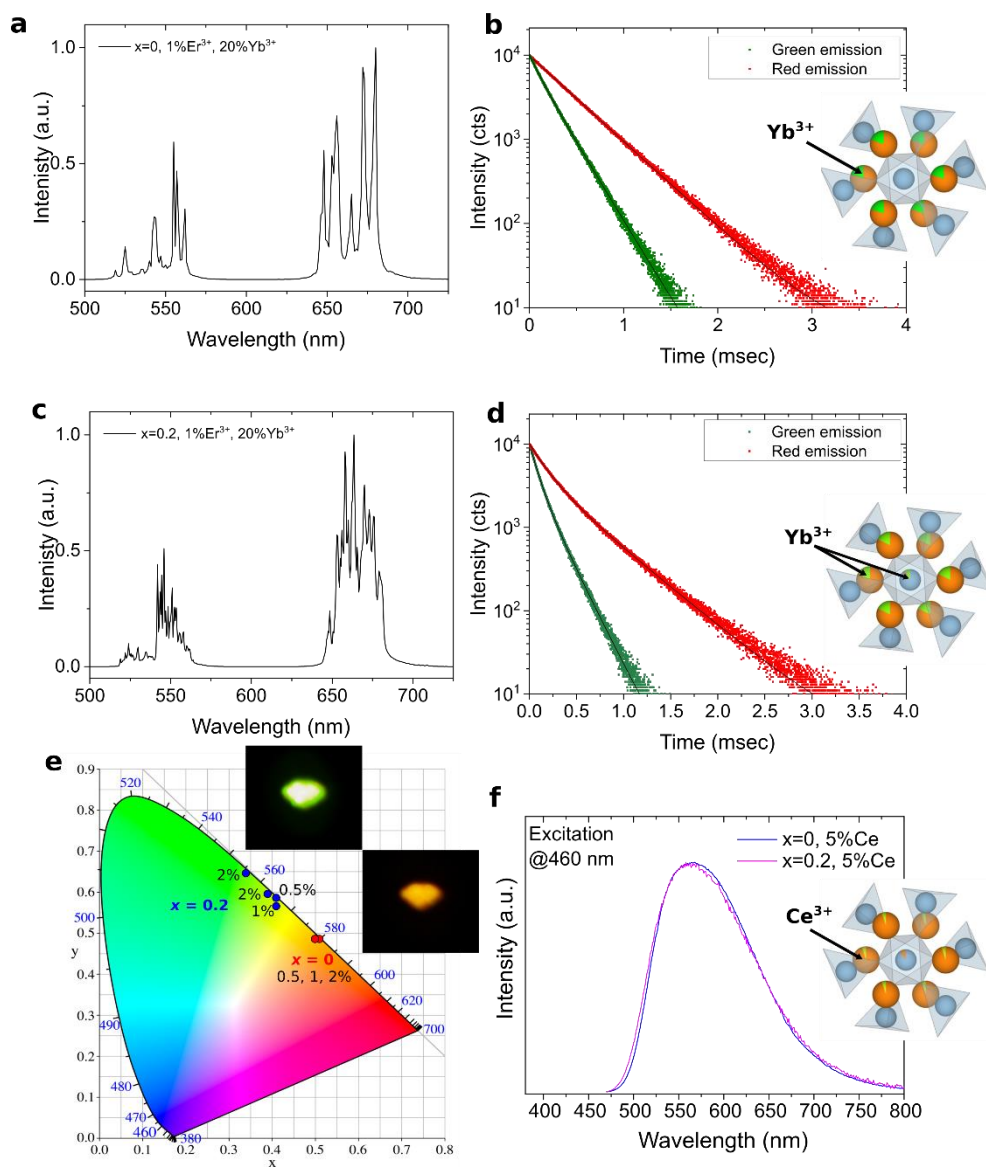 a
x=0, 1%Er³⁺, 20%Yb³⁺
1.0
0.5
0.0
Intenisty (a.u.)
500 550 600 650 700
Wavelength (nm)
b
Green emission
Red emission
10⁴
10³
10²
10¹
Intensity (cts)
0 1 2 3 4
Time (msec)
Yb³⁺
c
x=0.2, 1%Er³⁺, 20%Yb³⁺
1.0
0.5
0.0
Intenisty (a.u.)
500 550 600 650 700
Wavelength (nm)
d
Green emission
Red emission
10⁴
10³
10²
10¹
Intensity (cts)
0.0 0.5 1.0 1.5 2.0 2.5 3.0 3.5 4.0
Time (msec)
Yb³⁺
e
0.9
0.8
0.7
0.6
0.5
y
0.4
0.3
0.2
0.1
0.0
0.0 0.1 0.2 0.3 0.4 0.5 0.6 0.7 0.8
x
520
540
560
580
600
620
700
500
490
480
470
460
380
2%
2%
0.5%
1%
x = 0.2
x = 0
0.5, 1, 2%
f
Excitation
@460 nm
x=0, 5%Ce
x=0.2, 5%Ce
Intensity (a.u.)
400 450 500 550 600 650 700 750 800
Wavelength (nm)
Ce³⁺